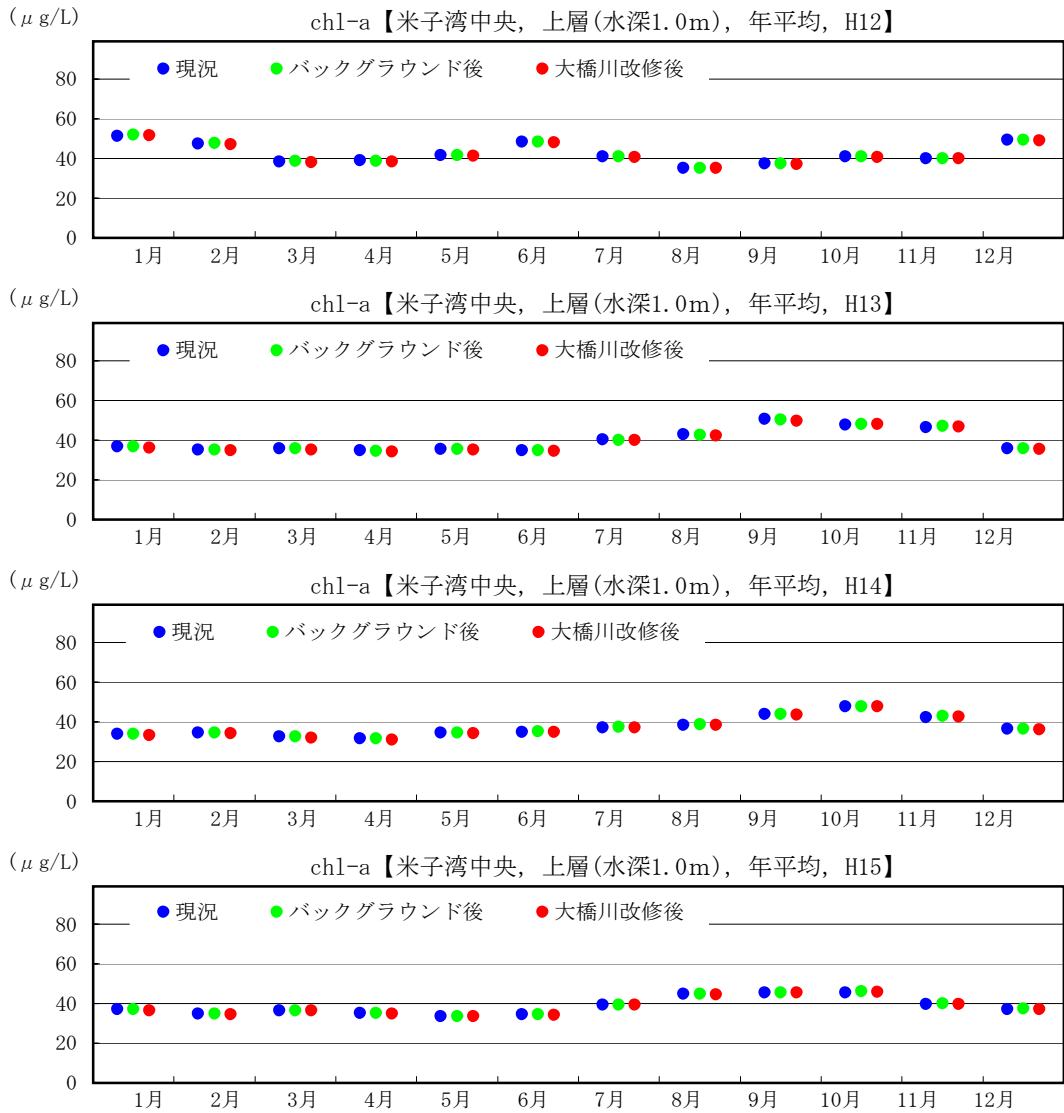 (μg/L) chl-a【米子湾中央, 上層(水深1.0m), 年平均, H12】
● 現況 ● バックグラウンド後 ● 大橋川改修後
80
60
40
20
0
1月 2月 3月 4月 5月 6月 7月 8月 9月 10月 11月 12月
(μg/L) chl-a【米子湾中央, 上層(水深1.0m), 年平均, H13】
● 現況 ● バックグラウンド後 ● 大橋川改修後
80
60
40
20
0
1月 2月 3月 4月 5月 6月 7月 8月 9月 10月 11月 12月
(μg/L) chl-a【米子湾中央, 上層(水深1.0m), 年平均, H14】
● 現況 ● バックグラウンド後 ● 大橋川改修後
80
60
40
20
0
1月 2月 3月 4月 5月 6月 7月 8月 9月 10月 11月 12月
(μg/L) chl-a【米子湾中央, 上層(水深1.0m), 年平均, H15】
● 現況 ● バックグラウンド後 ● 大橋川改修後
80
60
40
20
0
1月 2月 3月 4月 5月 6月 7月 8月 9月 10月 11月 12月